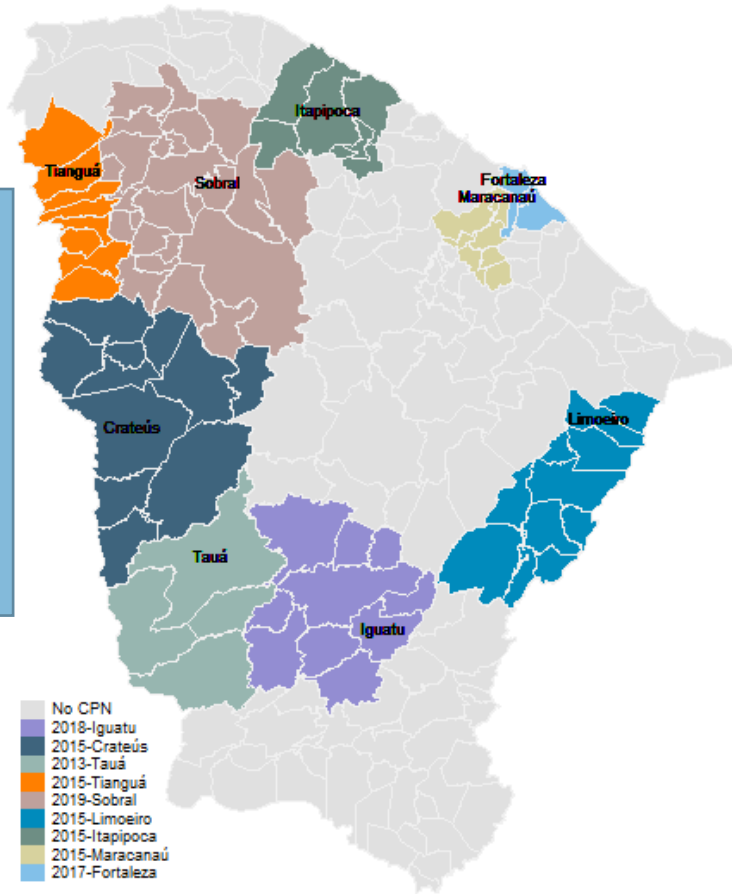 Itapipoca
Tianguá
Sobral
Fortaleza
Maracanaú
Crateús
Limoeiro
Tauá
Iguatu
No CPN
2018-Iguatu
2015-Crateús
2013-Tauá
2015-Tianguá
2019-Sobral
2015-Limoeiro
2015-Itapipoca
2015-Maracanaú
2017-Fortaleza